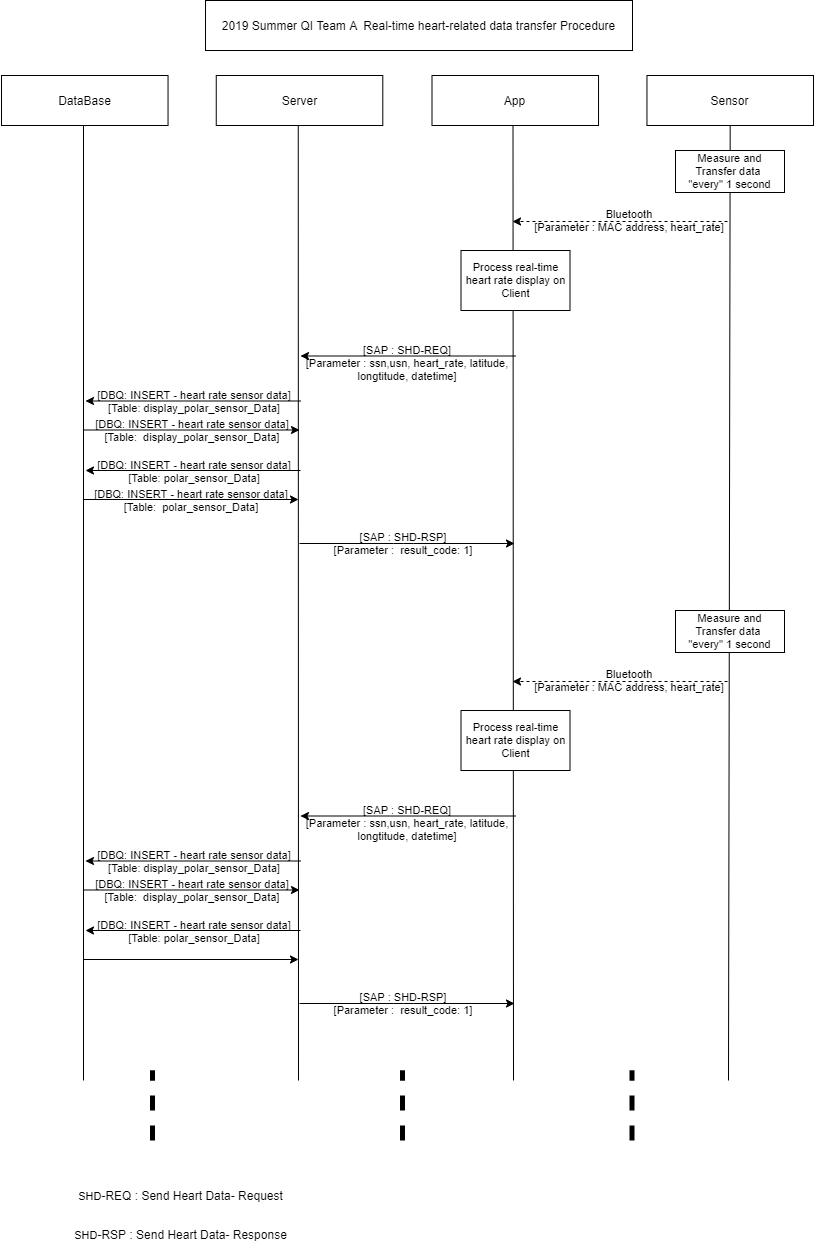 2019 Summer QI Team A  Real-time heart-related data transfer Procedure
DataBase
Server
App
Sensor
Measure and
Transfer data
"every" 1 second
Bluetooth
[Parameter : MAC address, heart_rate]
Process real-time
heart rate display on
Client
[SAP : SHD-REQ]
[Parameter : ssn,usn, heart_rate, latitude,
longtitude, datetime]
[DBQ: INSERT - heart rate sensor data]
[Table: display_polar_sensor_Data]
[DBQ: INSERT - heart rate sensor data]
[Table:  display_polar_sensor_Data]
[DBQ: INSERT - heart rate sensor data]
[Table: polar_sensor_Data]
[DBQ: INSERT - heart rate sensor data]
[Table:  polar_sensor_Data]
[SAP : SHD-RSP]
[Parameter :  result_code: 1]
Measure and
Transfer data
"every" 1 second
Bluetooth
[Parameter : MAC address, heart_rate]
Process real-time
heart rate display on
Client
[SAP : SHD-REQ]
[Parameter : ssn,usn, heart_rate, latitude,
longtitude, datetime]
[DBQ: INSERT - heart rate sensor data]
[Table: display_polar_sensor_Data]
[DBQ: INSERT - heart rate sensor data]
[Table:  display_polar_sensor_Data]
[DBQ: INSERT - heart rate sensor data]
[Table: polar_sensor_Data]
[SAP : SHD-RSP]
[Parameter :  result_code: 1]
SHD-REQ : Send Heart Data- Request
SHD-RSP : Send Heart Data- Response